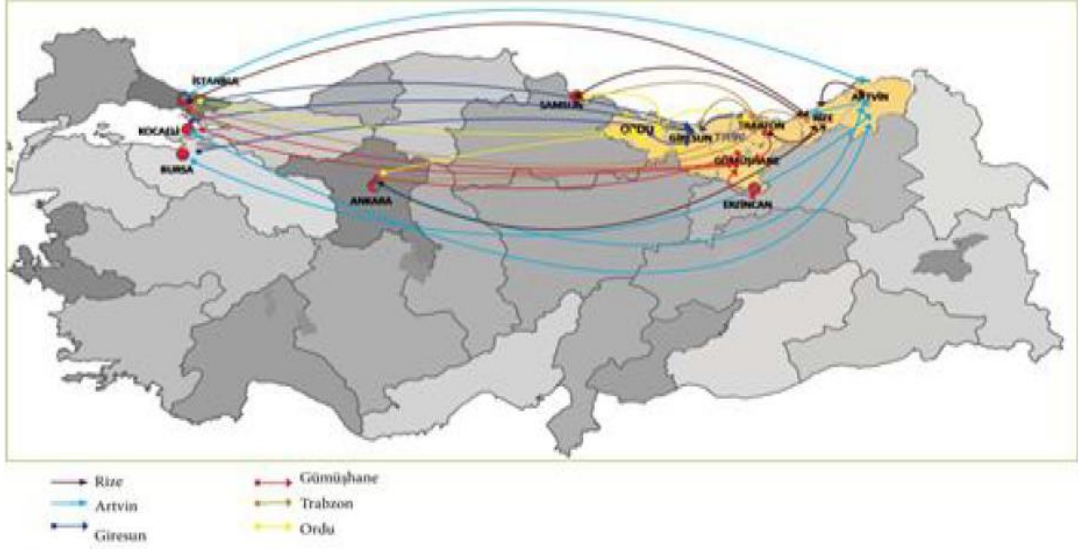 İSTANBUL
KOCAELİ
BURSA
ANKARA
SAMSUN
ORDU
GİRESUN
TRABZON
RİZE
ARTVİN
GÜMÜŞHANE
ERZİNCAN
Rize
Artvin
Giresun
Gümüşhane
Trabzon
Ordu